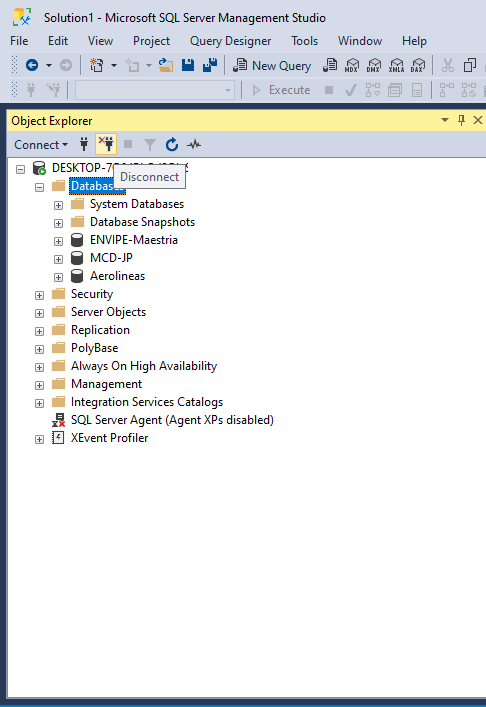 Solution1 - Microsoft SQL Server Management Studio
File Edit View Project Query Designer Tools Window Help
New Query MDX DMX XMLA DAX
Execute
Object Explorer
Connect
Disconnect
Databases
System Databases
Database Snapshots
ENVIPE-Maestria
MCD-JP
Aerolineas
Security
Server Objects
Replication
PolyBase
Always On High Availability
Management
Integration Services Catalogs
SQL Server Agent (Agent XPs disabled)
XEvent Profiler